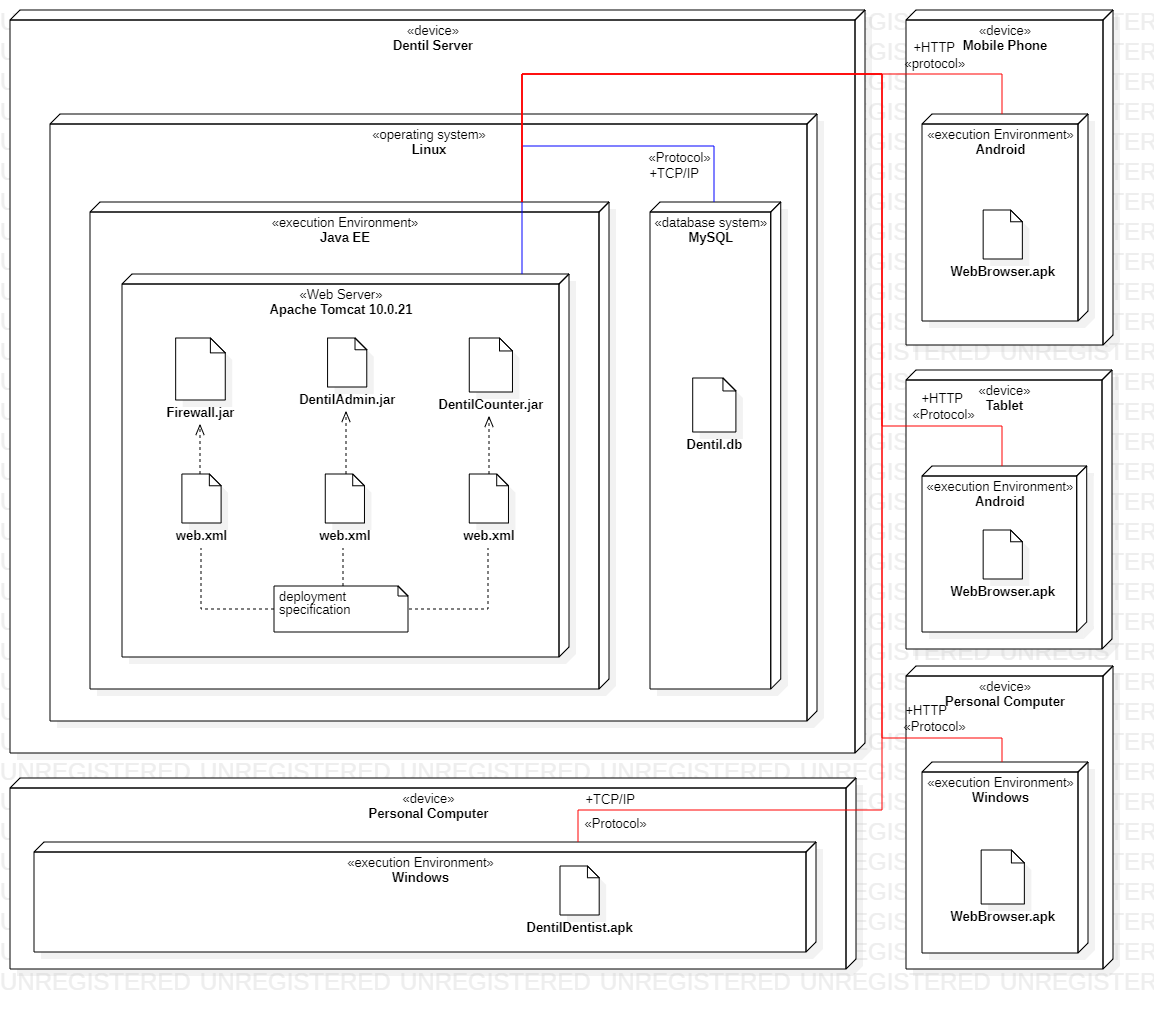 «device»
Dentil Server
«operating system»
Linux
«Protocol»
+TCP/IP
«execution Environment»
Java EE
«database system»
MySQL
«Web Server»
Apache Tomcat 10.0.21
Firewall.jar
DentilAdmin.jar
DentilCounter.jar
Dentil.db
web.xml
web.xml
web.xml
deployment
specification
«device»
Mobile Phone
+HTTP
«protocol»
«execution Environment»
Android
WebBrowser.apk
«device»
Tablet
+HTTP
«Protocol»
«execution Environment»
Android
WebBrowser.apk
«device»
Personal Computer
+HTTP
«Protocol»
«execution Environment»
Windows
WebBrowser.apk
«device»
Personal Computer
+TCP/IP
«Protocol»
«execution Environment»
Windows
DentilDentist.apk
UNREGISTERED UNREGISTERED UNREGISTERED UNREGISTERED
UNREGISTERED UNREGISTERED UNREGISTERED UNREGISTERED UNREGISTERED